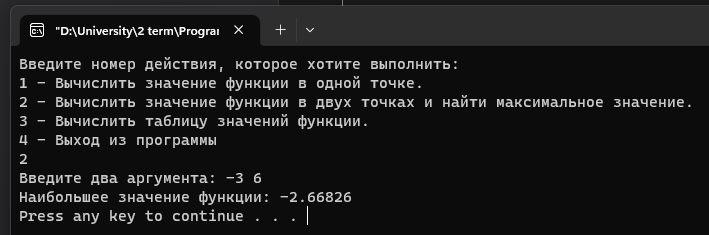 "D:\University\2 term\Progran
Введите номер действия, которое хотите выполнить:
1 - Вычислить значение функции в одной точке.
2 - Вычислить значение функции в двух точках и найти максимальное значение.
3 - Вычислить таблицу значений функции.
4 - Выход из программы
2
Введите два аргумента: -3 6
Наибольшее значение функции: -2.66826
Press any key to continue . . .